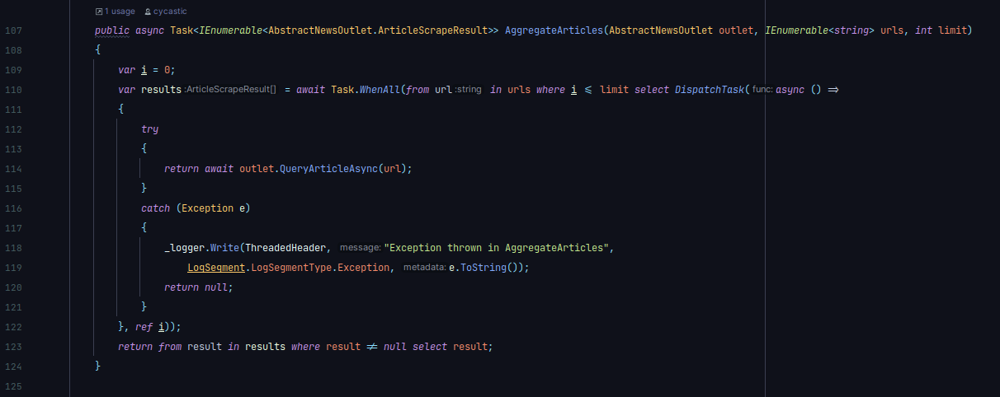 1 usage cycastic
107 public async Task<IEnumerable<AbstractNewsOutlet.ArticleScrapeResult>> AggregateArticles(AbstractNewsOutlet outlet, IEnumerable<string> urls, int limit)
108 {
109 var i = 0;
110 var results :ArticleScrapeResult[] = await Task.WhenAll(from url :string in urls where i <= limit select DispatchTask( func: async () =>
111 {
112 try
113 {
114 return await outlet.QueryArticleAsync(url);
115 }
116 catch (Exception e)
117 {
118 _logger.Write(ThreadedHeader, message: "Exception thrown in AggregateArticles",
119 LogSegment.LogSegmentType.Exception, metadata: e.ToString());
120 return null;
121 }
122 }, ref i));
123 return from result in results where result != null select result;
124 }
125